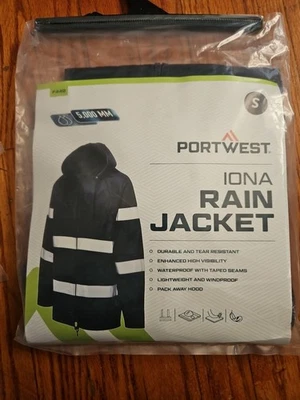 S
5,000 MM
PORTWEST
IONA
RAIN
JACKET
DURABLE AND TEAR RESISTANT
ENHANCED HIGH VISIBILITY
WATERPROOF WITH TAPED SEAMS
LIGHTWEIGHT AND WINDPROOF
PACK AWAY HOOD